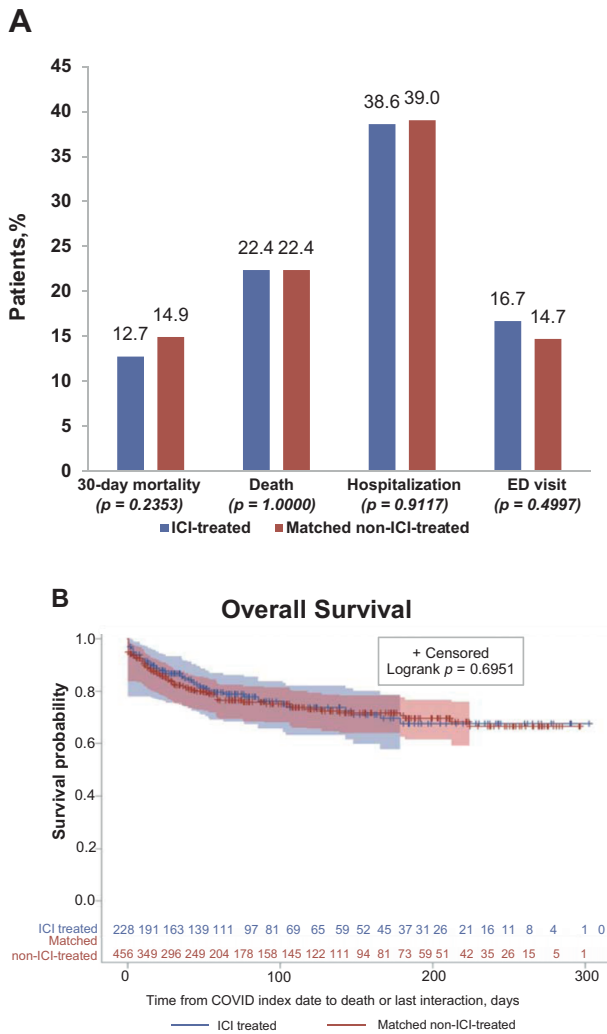 A
Patients,%
45
40
35
30
25
20
15
10
5
0
12.7
14.9
22.4
22.4
38.6
39.0
16.7
14.7
30-day mortality
(p = 0.2353)
Death
(p = 1.0000)
Hospitalization
(p = 0.9117)
ED visit
(p = 0.4997)
ICI-treated
Matched non-ICI-treated
B
Overall Survival
+ Censored
Logrank p = 0.6951
Survival probability
1.0
0.8
0.6
0.4
0.2
0.0
ICI treated 228 191 163 139 111 97 81 69 65 59 52 45 37 31 26 21 16 11 8 4 1 0
Matched
non-ICI-treated 456 349 296 249 204 178 158 145 122 111 94 81 73 59 51 42 35 26 15 5 1
0 100 200 300
Time from COVID index date to death or last interaction, days
ICI treated
Matched non-ICI-treated